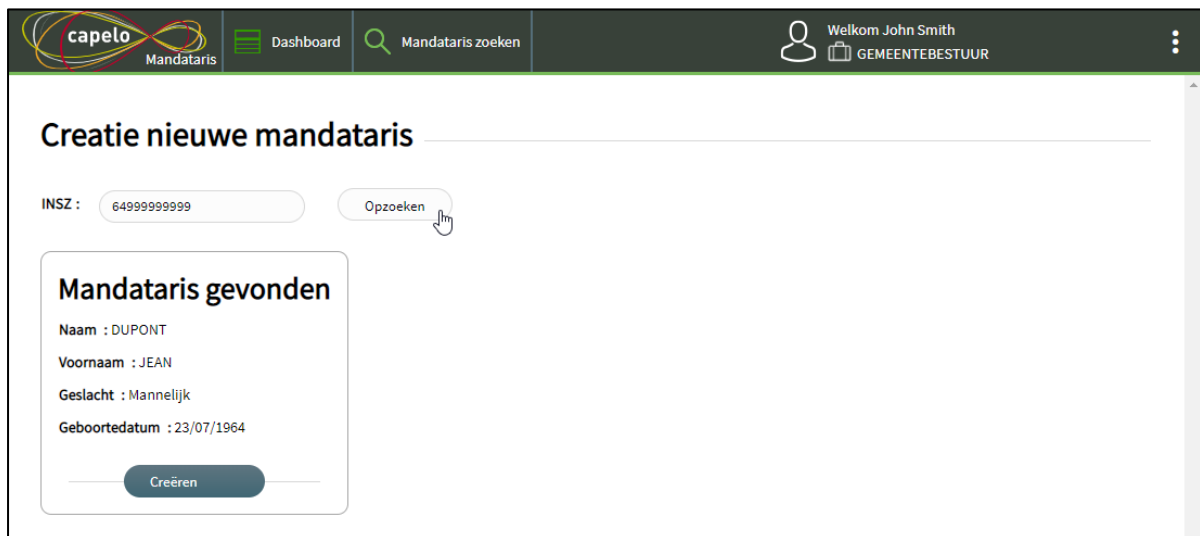 capelo
Mandataris
Dashboard
Mandataris zoeken
Welkom John Smith
GEMEENTEBESTUUR
Creatie nieuwe mandataris
INSZ : 64999999999 Opzoeken
Mandataris gevonden
Naam : DUPONT
Voornaam : JEAN
Geslacht : Mannelijk
Geboortedatum : 23/07/1964
Creëren